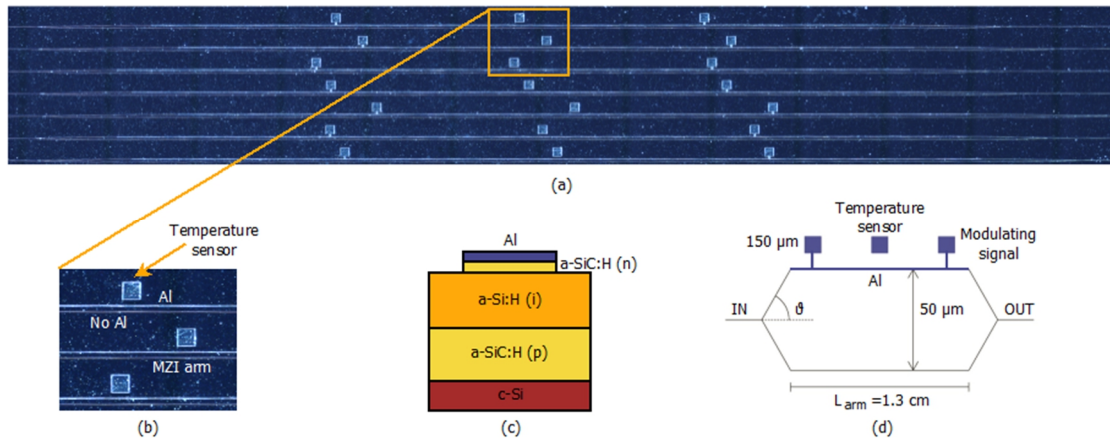 (a)
Temperature
sensor
Al
No Al
MZI arm
(b)
Al
a-SiC:H (n)
a-Si:H (i)
a-SiC:H (p)
c-Si
(c)
Temperature
sensor
150 µm
Modulating
signal
Al
IN
ϑ
50 µm
OUT
L arm =1.3 cm
(d)